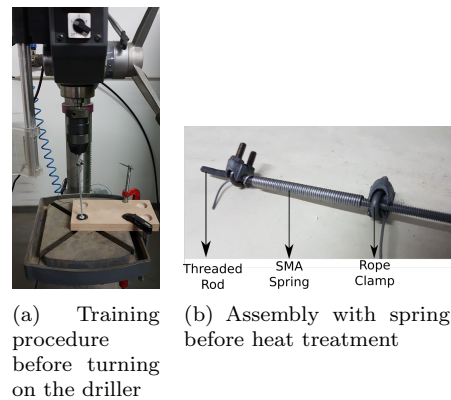 Threaded
Rod
SMA
Spring
Rope
Clamp
(a) Training
procedure
before turning
on the driller
(b) Assembly with spring
before heat treatment